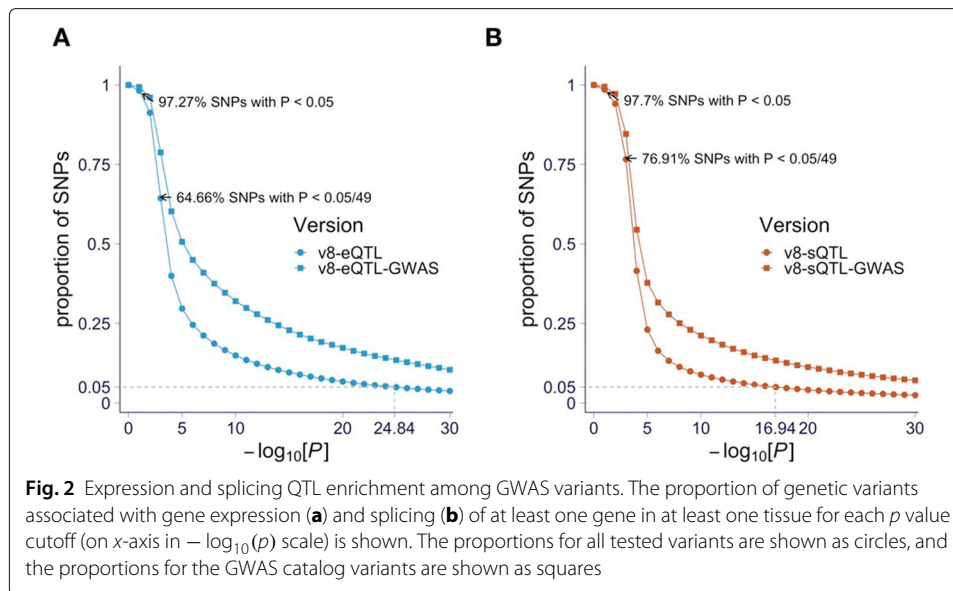 A
B
1
0.75
0.5
0.25
0.05
0
proportion of SNPs
97.27% SNPs with P < 0.05
64.66% SNPs with P < 0.05/49
Version
v8-eQTL
v8-eQTL-GWAS
0 5 10 20 24.84 30
−log10[P]
1
0.75
0.5
0.25
0.05
0
proportion of SNPs
97.7% SNPs with P < 0.05
76.91% SNPs with P < 0.05/49
Version
v8-sQTL
v8-sQTL-GWAS
0 5 10 16.94 20 30
−log10[P]
Fig. 2 Expression and splicing QTL enrichment among GWAS variants. The proportion of genetic variants
associated with gene expression (a) and splicing (b) of at least one gene in at least one tissue for each p value
cutoff (on x-axis in − log10(p) scale) is shown. The proportions for all tested variants are shown as circles, and
the proportions for the GWAS catalog variants are shown as squares